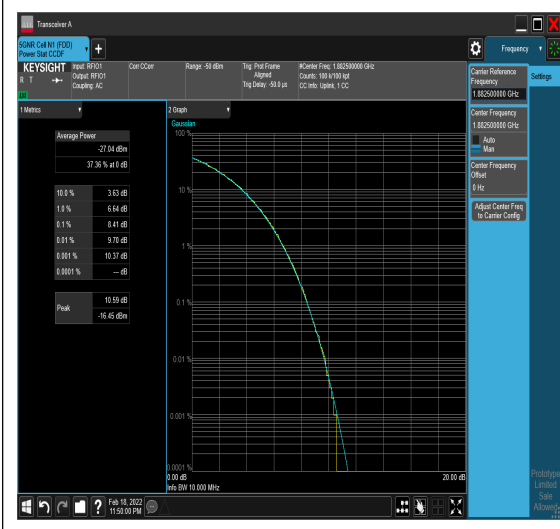 Transceiver A
5GNR Cell N1 (FDD)
Power Stat CCDF
Frequency
KEYSIGHT
R T
Input: RFIO1
Output: RFIO1
Coupling: AC
Corr CCorr
Range: -50 dBm
Trig: Prot Frame
Aligned
Trig Delay: -50.0 µs
#Center Freq: 1.882500000 GHz
Counts: 100 k/100 kpt
CC Info: Uplink, 1 CC
Carrier Reference
Frequency
1.882500000 GHz
Settings
Center Frequency
1.882500000 GHz
Auto
Man
Center Frequency
Offset
0 Hz
Adjust Center Freq
to Carrier Config
1 Metrics
Average Power
-27.04 dBm
37.36 % at 0 dB
10.0 % 3.63 dB
1.0 % 6.64 dB
0.1 % 8.41 dB
0.01 % 9.70 dB
0.001 % 10.37 dB
0.0001 % --- dB
Peak
10.59 dB
-16.45 dBm
2 Graph
Gaussian
100 %
10 %
1 %
0.1 %
0.01 %
0.001 %
0.0001 %
0.00 dB
20.00 dB
Info BW 10.000 MHz
Feb 18, 2022
11:50:00 PM
Prototype
Limited
Sale
Allowed